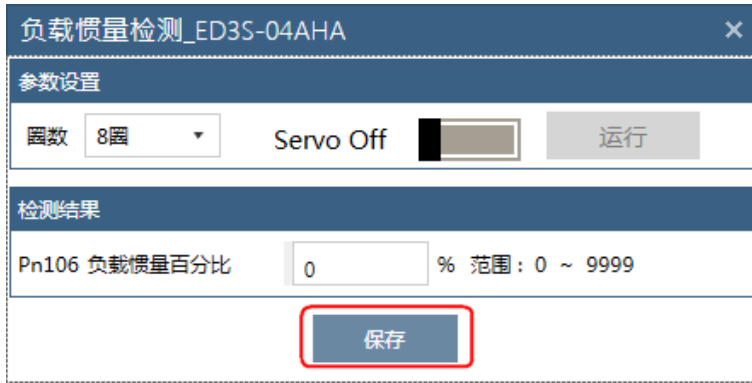 负载惯量检测_ED3S-04AHA
参数设置
圈数 8圈 Servo Off 运行
检测结果
Pn106 负载惯量百分比 0 % 范围：0 ~ 9999
保存